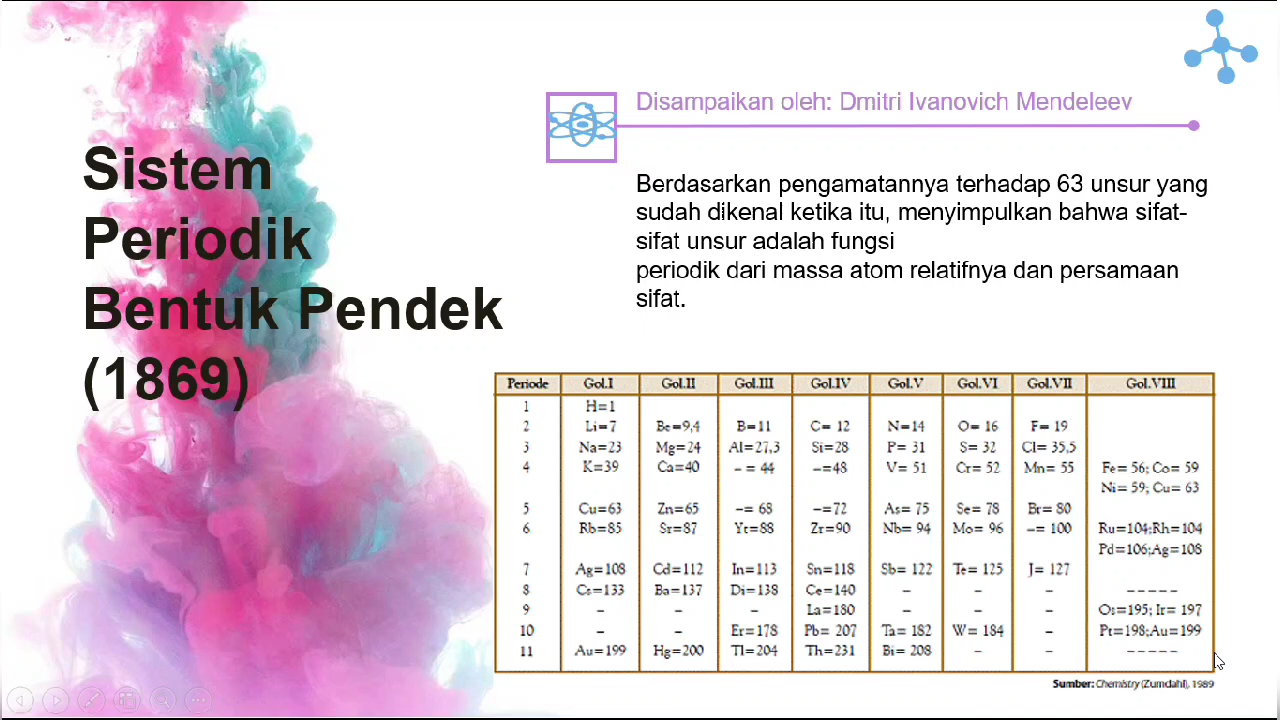 Sistem
Periodik
Bentuk Pendek
(1869)
Disampaikan oleh: Dmitri Ivanovich Mendeleev
Berdasarkan pengamatannya terhadap 63 unsur yang
sudah dikenal ketika itu, menyimpulkan bahwa sifat-
sifat unsur adalah fungsi
periodik dari massa atom relatifnya dan persamaan
sifat.
Periode Gol.I Gol.II Gol.III Gol.IV Gol.V Gol.VI Gol.VII Gol.VIII
1 H=1
2 Li=7 Be=9,4 B=11 C= 12 N=14 O= 16 F= 19
3 Na=23 Mg=24 Al=27,3 Si=28 P= 31 S= 32 Cl= 35,5
4 K=39 Ca=40 – = 44 –=48 V= 51 Cr= 52 Mn= 55 Fe= 56; Co= 59
Ni= 59; Cu= 63
5 Cu=63 Zn=65 –= 68 –=72 As= 75 Se= 78 Br= 80
6 Rb=85 Sr=87 Yt=88 Zr=90 Nb= 94 Mo= 96 –= 100 Ru=104;Rh=104
Pd=106;Ag=108
7 Ag=108 Cd=112 In=113 Sn=118 Sb= 122 Te= 125 J= 127
8 Cs=133 Ba=137 Di=138 Ce=140 – – – – – – – –
9 – – – La=180 – – – Os=195; Ir= 197
10 – – Er=178 Pb= 207 Ta= 182 W= 184 – Pt=198;Au=199
11 Au=199 Hg=200 Tl=204 Th=231 Bi= 208 – – – – – – –
Sumber: Chemistry (Zumdahl), 1989